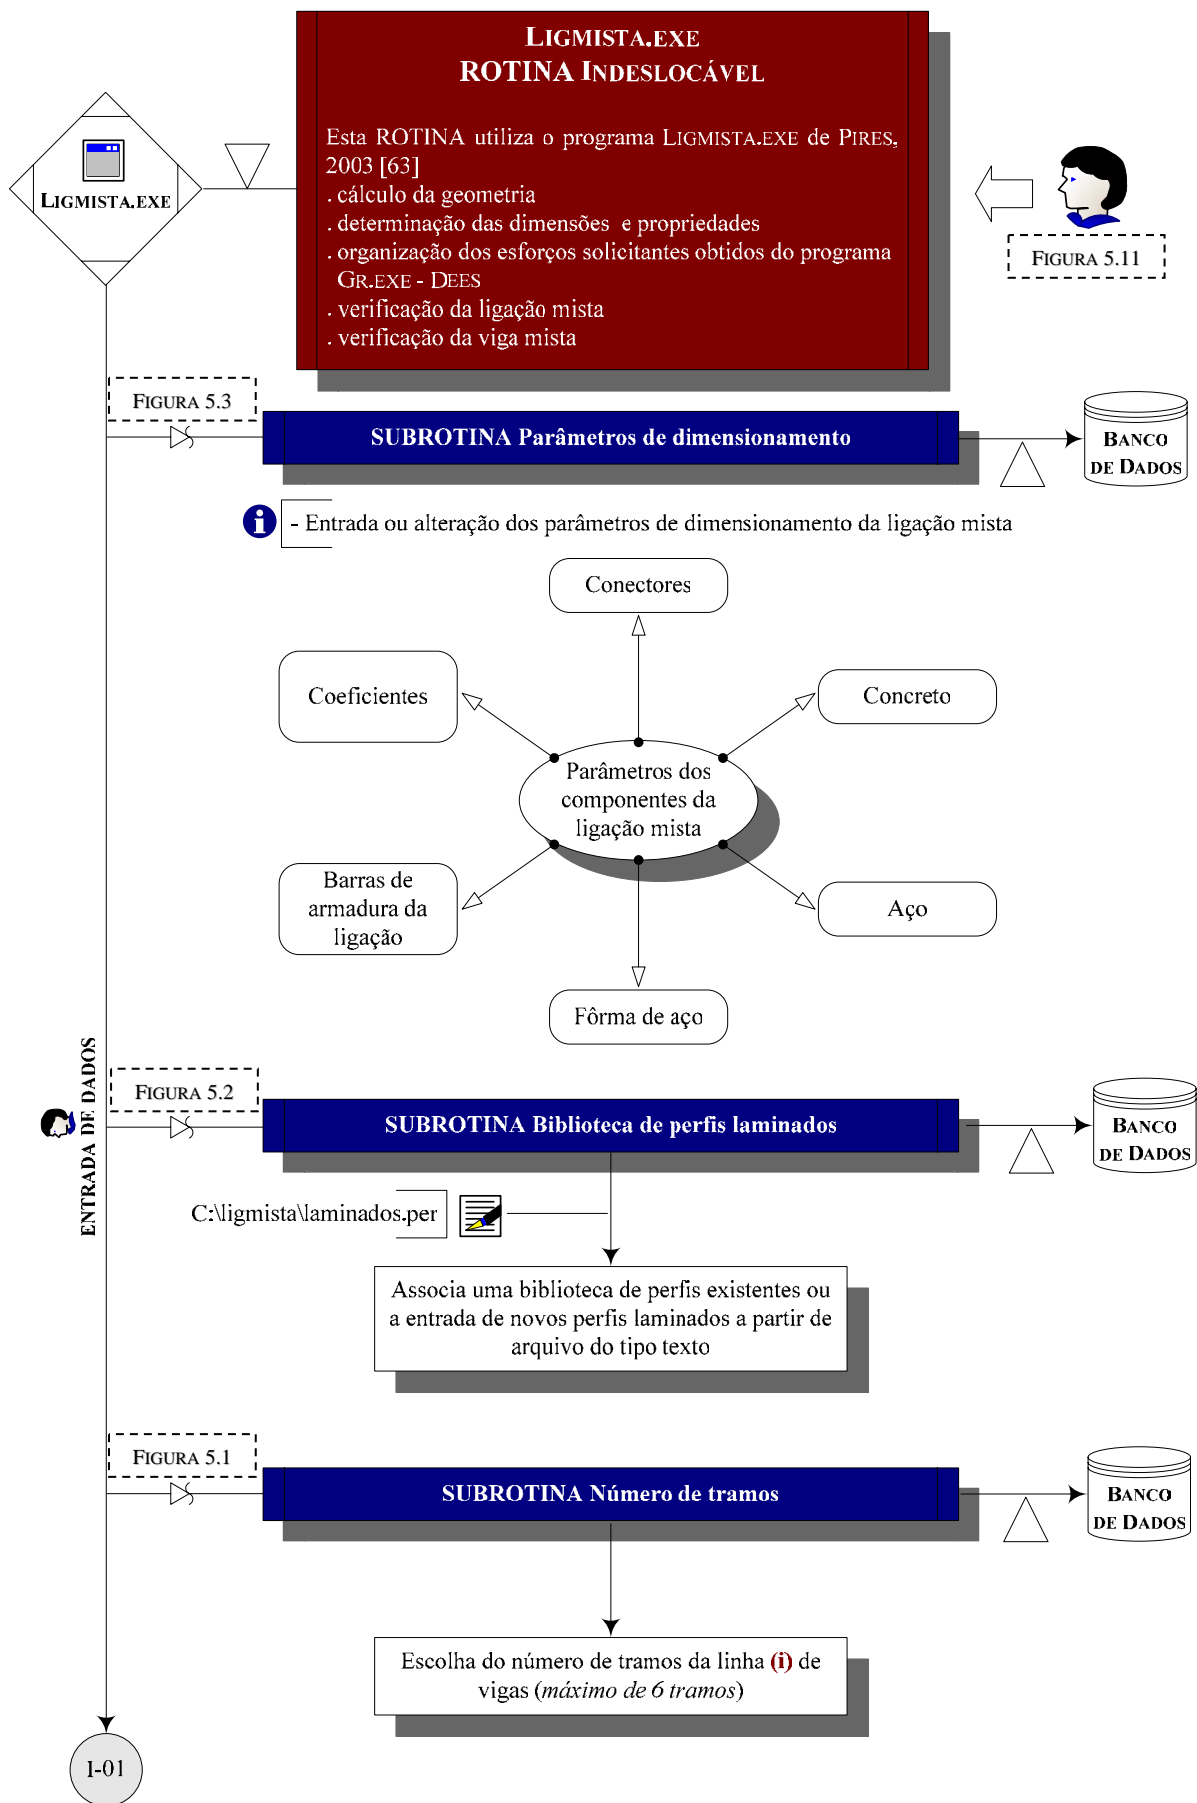 LIGMISTA.EXE
ROTINA INDESLOCÁVEL
Esta ROTINA utiliza o programa LIGMISTA.EXE de PIRES,
2003 [63]
. cálculo da geometria
. determinação das dimensões e propriedades
. organização dos esforços solicitantes obtidos do programa
GR.EXE - DEES
. verificação da ligação mista
. verificação da viga mista
LIGMISTA.EXE
FIGURA 5.11
FIGURA 5.3
SUBROTINA Parâmetros de dimensionamento
BANCO
DE DADOS
i
- Entrada ou alteração dos parâmetros de dimensionamento da ligação mista
Conectores
Coeficientes
Concreto
Parâmetros dos
componentes da
ligação mista
Barras de
armadura da
ligação
Aço
Fôrma de aço
ENTRADA DE DADOS
FIGURA 5.2
SUBROTINA Biblioteca de perfis laminados
BANCO
DE DADOS
C:\ligmista\laminados.per
Associa uma biblioteca de perfis existentes ou
a entrada de novos perfis laminados a partir de
arquivo do tipo texto
FIGURA 5.1
SUBROTINA Número de tramos
BANCO
DE DADOS
Escolha do número de tramos da linha (i) de
vigas (máximo de 6 tramos)
I-01